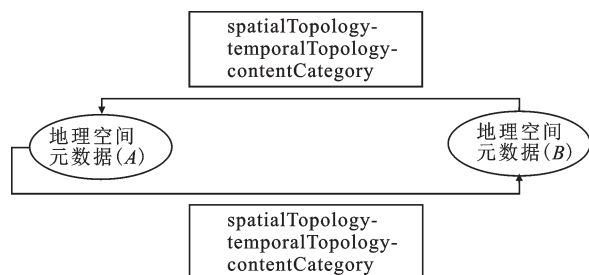 spatialTopology-
temporalTopology-
contentCategory
地理空间
元数据(A)
地理空间
元数据(B)
spatialTopology-
temporalTopology-
contentCategory